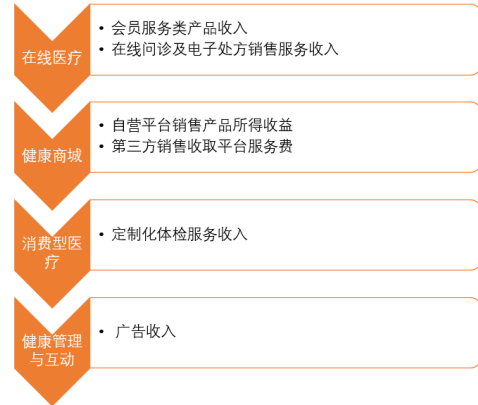 在线医疗
• 会员服务类产品收入
• 在线问诊及电子处方销售服务收入
健康商城
• 自营平台销售产品所得收益
• 第三方销售收取平台服务费
消费型医
疗
• 定制化体检服务收入
健康管理
与互动
• 广告收入